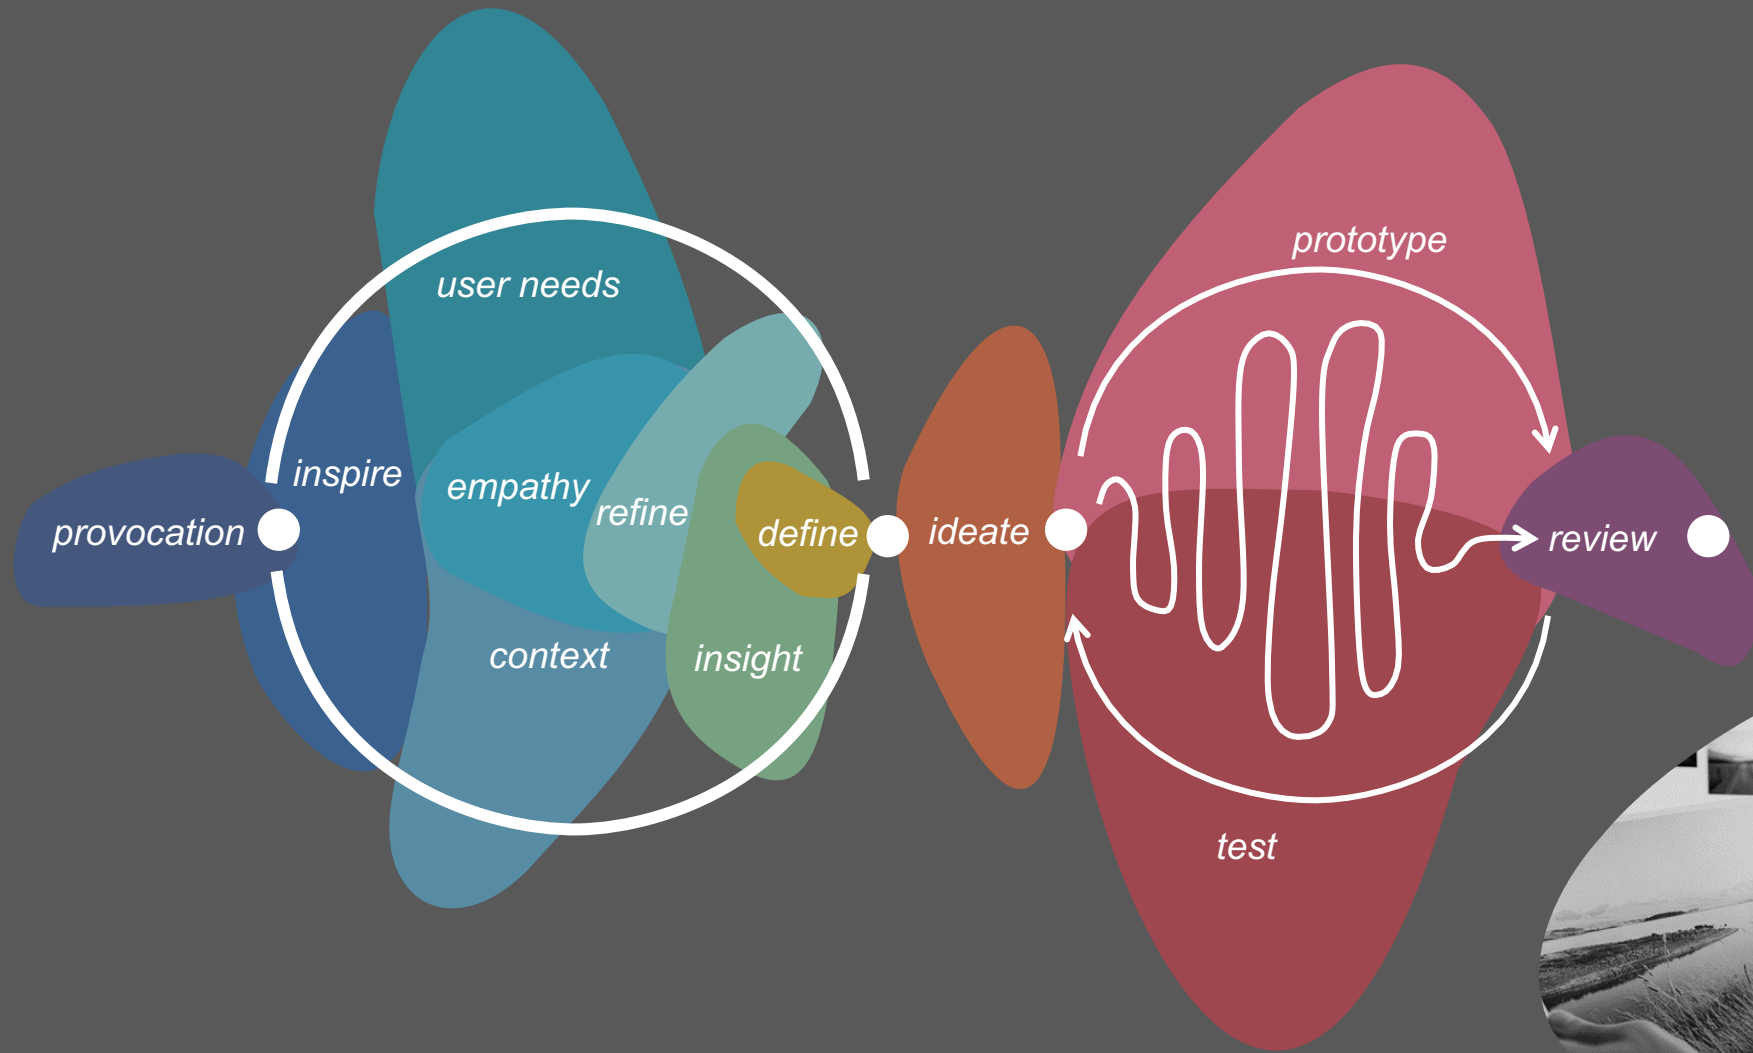 provocation
inspire
user needs
empathy
context
refine
insight
define
ideate
prototype
test
review